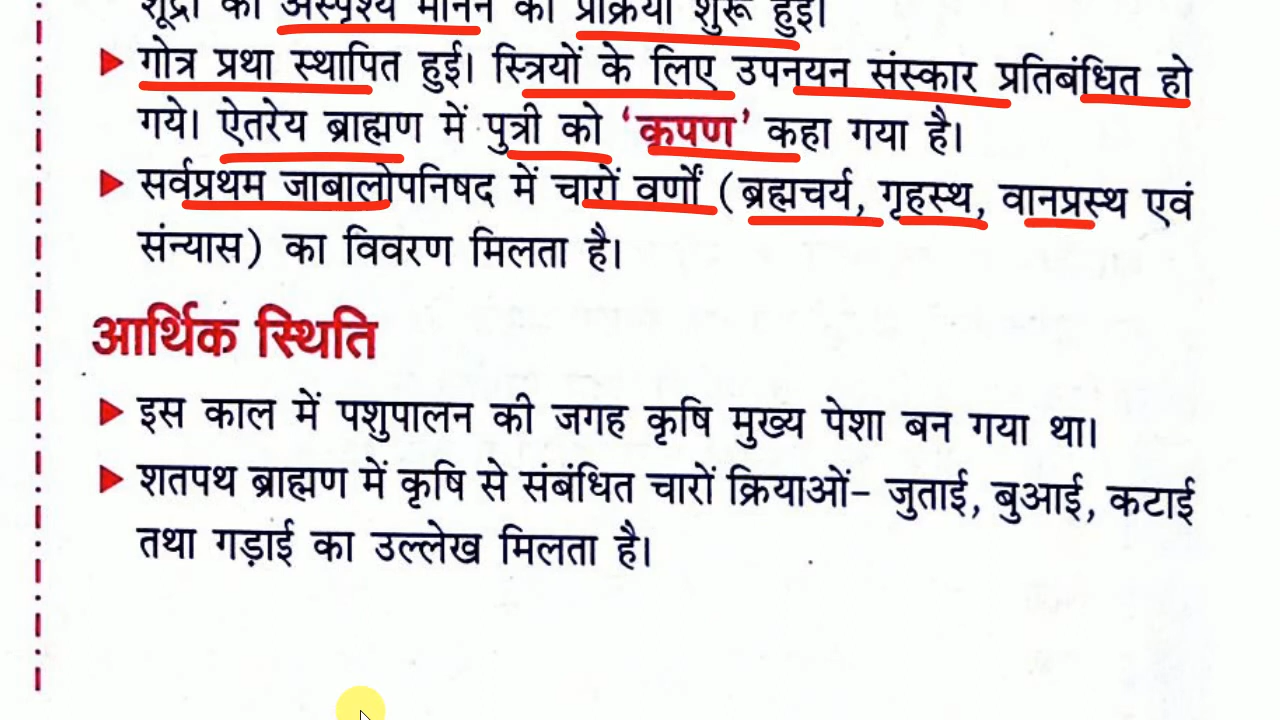 शूद्रों को अस्पृश्य मानने की प्रक्रिया शुरू हुई।
गोत्र प्रथा स्थापित हुई। स्त्रियों के लिए उपनयन संस्कार प्रतिबंधित हो
गये। ऐतरेय ब्राह्मण में पुत्री को ‘कृपण’ कहा गया है।
सर्वप्रथम जाबालोपनिषद में चारों वर्णों (ब्रह्मचर्य, गृहस्थ, वानप्रस्थ एवं
संन्यास) का विवरण मिलता है।
आर्थिक स्थिति
इस काल में पशुपालन की जगह कृषि मुख्य पेशा बन गया था।
शतपथ ब्राह्मण में कृषि से संबंधित चारों क्रियाओं– जुताई, बुआई, कटाई
तथा गड़ाई का उल्लेख मिलता है।